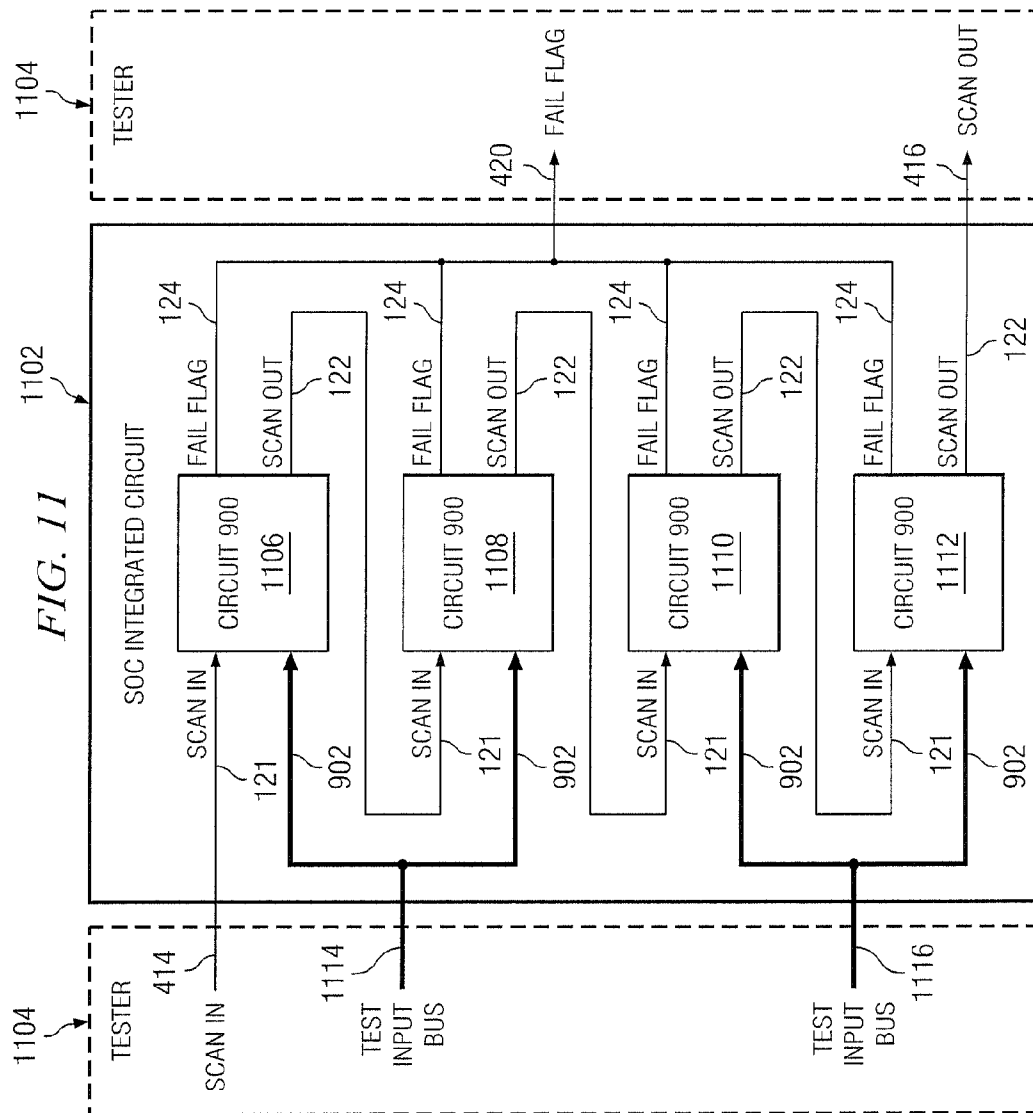 FIG. 11
1104
1102
1104
TESTER
SOC INTEGRATED CIRCUIT
TESTER
SCAN IN
414
121
SCAN IN
CIRCUIT 900
1106
FAIL FLAG
124
SCAN OUT
122
902
TEST
INPUT
BUS
1114
SCAN IN
121
902
CIRCUIT 900
1108
FAIL FLAG
124
SCAN OUT
122
420
FAIL FLAG
SCAN IN
121
902
CIRCUIT 900
1110
FAIL FLAG
124
SCAN OUT
122
TEST
INPUT
BUS
1116
SCAN IN
121
902
CIRCUIT 900
1112
FAIL FLAG
124
SCAN OUT
122
416
SCAN OUT